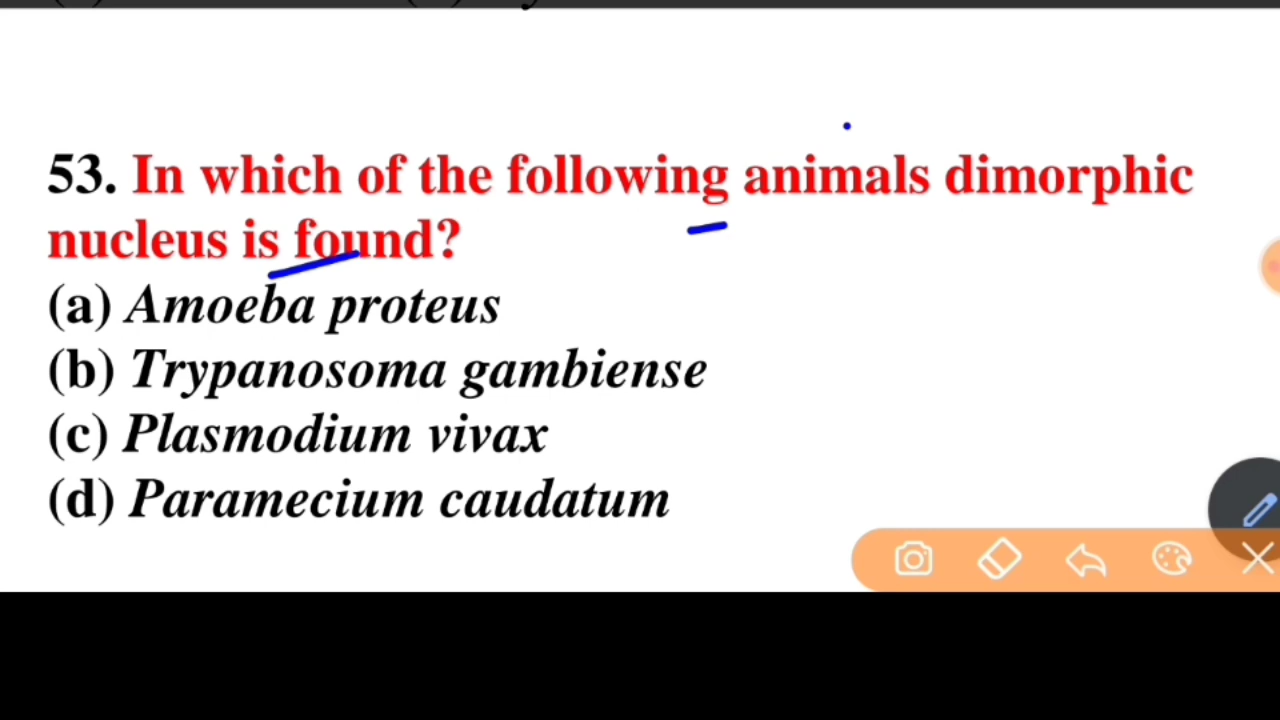 53. In which of the following animals dimorphic
nucleus is found?
(a) Amoeba proteus
(b) Trypanosoma gambiense
(c) Plasmodium vivax
(d) Paramecium caudatum